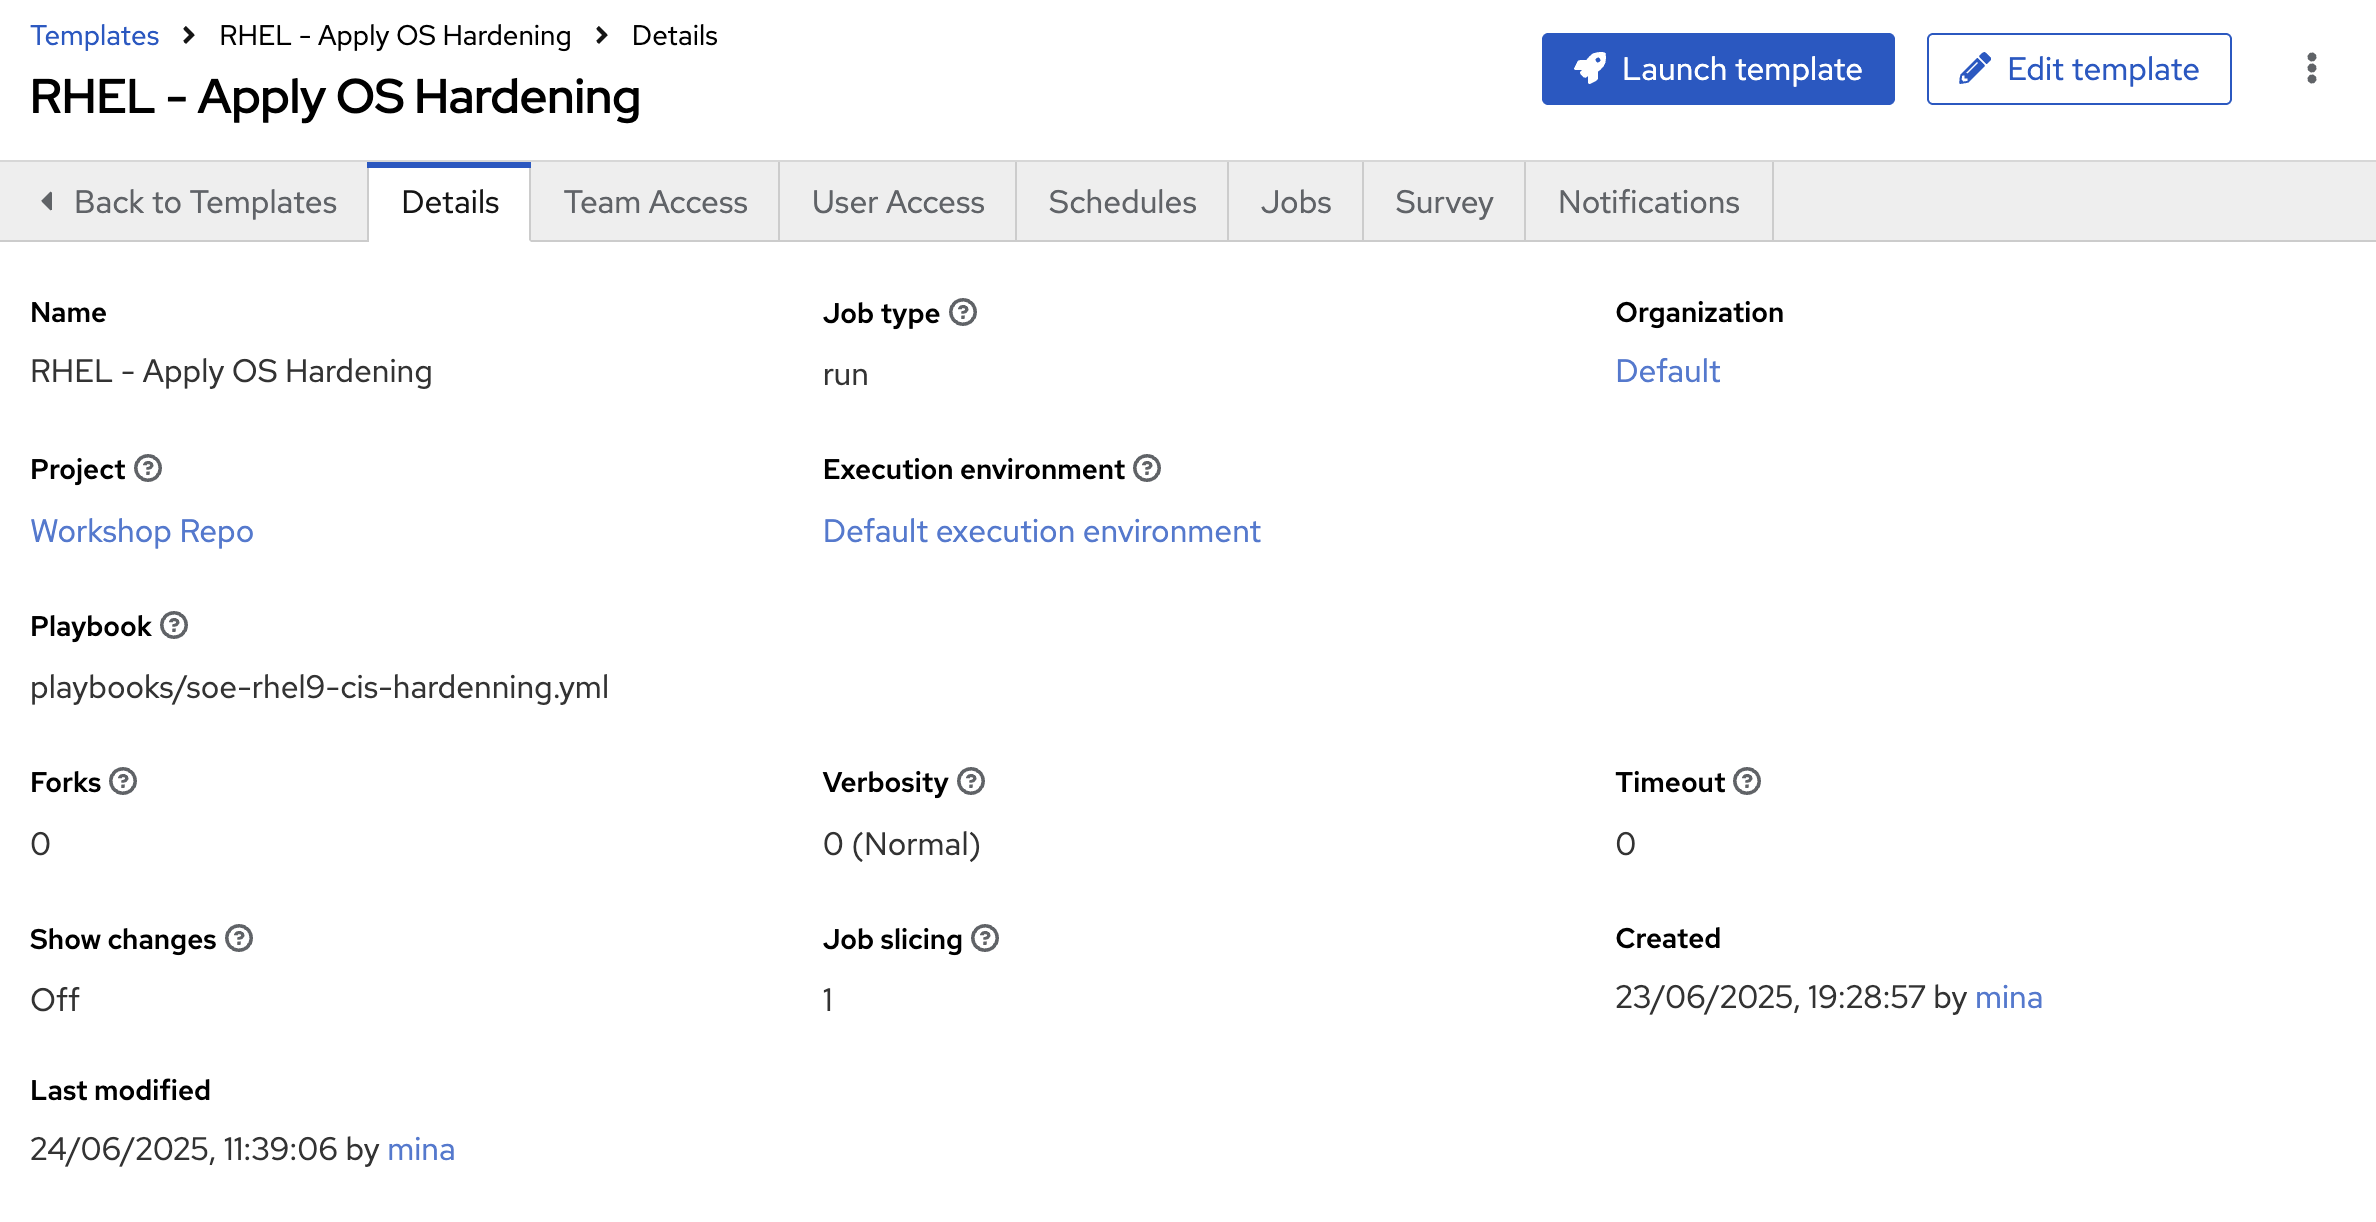 Templates > RHEL - Apply OS Hardening > Details
RHEL - Apply OS Hardening
Launch template
Edit template
Back to Templates
Details
Team Access
User Access
Schedules
Jobs
Survey
Notifications
Name
RHEL - Apply OS Hardening
Job type
run
Organization
Default
Project
Workshop Repo
Execution environment
Default execution environment
Playbook
playbooks/soe-rhel9-cis-hardenning.yml
Forks
0
Verbosity
0 (Normal)
Timeout
0
Show changes
Off
Job slicing
1
Created
23/06/2025, 19:28:57 by mina
Last modified
24/06/2025, 11:39:06 by mina